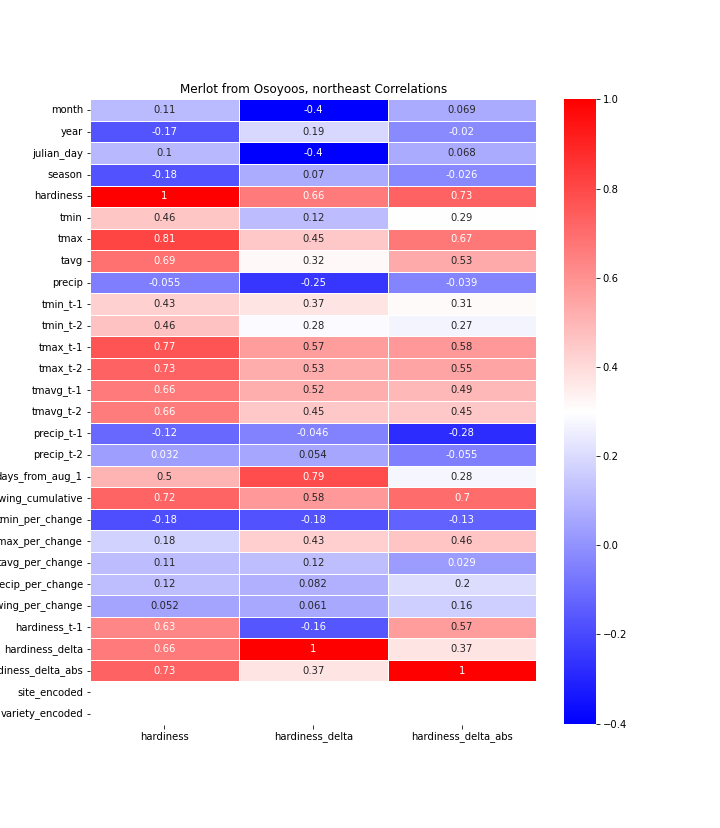 Merlot from Osoyoos, northeast Correlations
month 0.11 -0.4 0.069
year -0.17 0.19 -0.02
julian_day 0.1 -0.4 0.068
season -0.18 0.07 -0.026
hardiness 1 0.66 0.73
tmin 0.46 0.12 0.29
tmax 0.81 0.45 0.67
tavg 0.69 0.32 0.53
precip -0.055 -0.25 -0.039
tmin_t-1 0.43 0.37 0.31
tmin_t-2 0.46 0.28 0.27
tmax_t-1 0.77 0.57 0.58
tmax_t-2 0.73 0.53 0.55
tmavg_t-1 0.66 0.52 0.49
tmavg_t-2 0.66 0.45 0.45
precip_t-1 -0.12 -0.046 -0.28
precip_t-2 0.032 0.054 -0.055
days_from_aug_1 0.5 0.79 0.28
wing_cumulative 0.72 0.58 0.7
tmin_per_change -0.18 -0.18 -0.13
max_per_change 0.18 0.43 0.46
tavg_per_change 0.11 0.12 0.029
ecip_per_change 0.12 0.082 0.2
wing_per_change 0.052 0.061 0.16
hardiness_t-1 0.63 -0.16 0.57
hardiness_delta 0.66 1 0.37
diness_delta_abs 0.73 0.37 1
site_encoded
variety_encoded
hardiness hardiness_delta hardiness_delta_abs
1.0
0.8
0.6
0.4
0.2
0.0
−0.2
−0.4